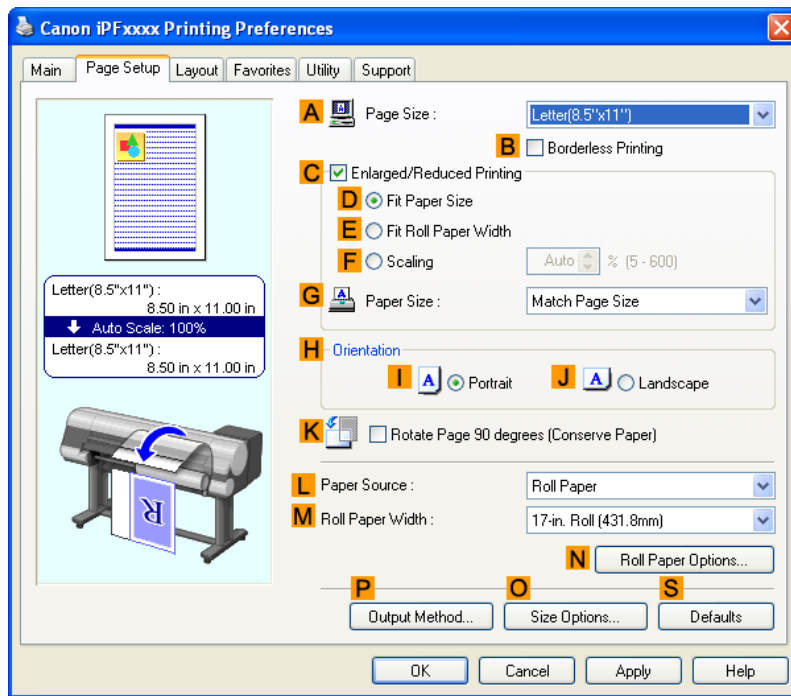 Canon iPFxxxx Printing Preferences
Main Page Setup Layout Favorites Utility Support
A Page Size : Letter(8.5"x11")
B Borderless Printing
C Enlarged/Reduced Printing
D Fit Paper Size
E Fit Roll Paper Width
F Scaling Auto % (5 - 600)
G Paper Size : Match Page Size
Letter(8.5"x11") :
8.50 in x 11.00 in
Auto Scale: 100%
Letter(8.5"x11") :
8.50 in x 11.00 in
H Orientation
I A Portrait J A Landscape
K Rotate Page 90 degrees (Conserve Paper)
R
L Paper Source : Roll Paper
M Roll Paper Width : 17-in. Roll (431.8mm)
N Roll Paper Options...
P O S
Output Method... Size Options... Defaults
OK Cancel Apply Help